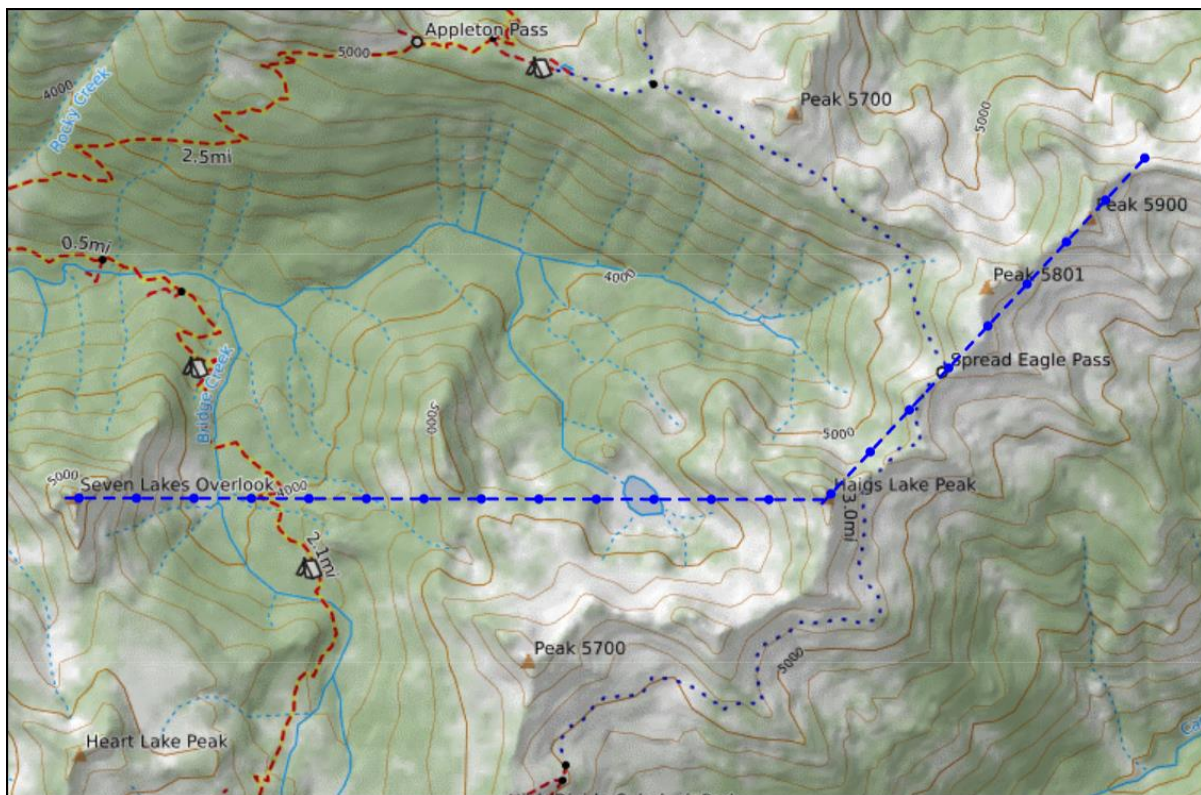 Appleton Pass
5000
4000
Rocky Creek
Peak 5700
5000
2.5mi
Peak 5900
0.5mi
4000
Peak 5801
Spread Eagle Pass
Bridge Creek
5000
5000
5000
Seven Lakes Overlook
4000
Haigs Lake Peak
3.0mi
2.1mi
Peak 5700
5000
Heart Lake Peak